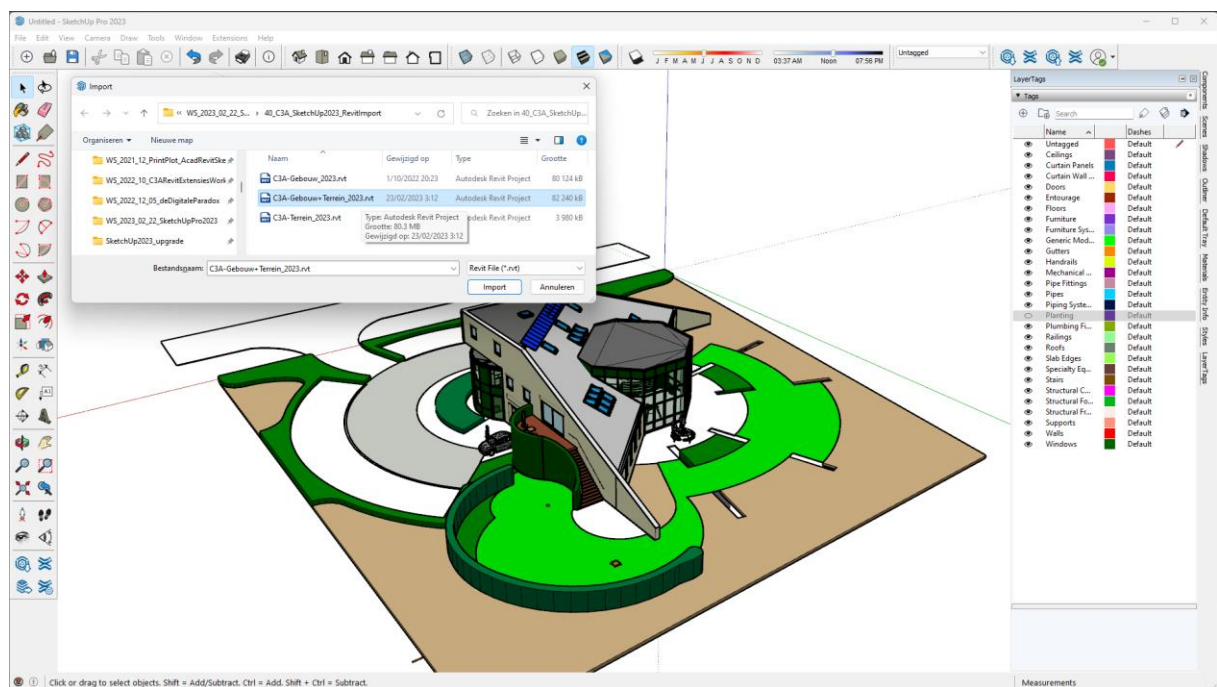 Untitled - SketchUp Pro 2023
File Edit View Camera Draw Tools Window Extensions Help
J F M A M J J A S O N D 03:37 AM Noon 07:56 PM Untagged
Import
« WS_2023_02_22_S... › 40_C3A_SketchUp2023_RevitImport
Zoeken in 40_C3A_SketchUp...
Organiseren Nieuwe map
WS_2021_12_PrintPlot_AcadRevitSke
WS_2022_10_C3ARevitExtensiesWork
WS_2022_12_05_deDigitaleParadox
WS_2023_02_22_SketchUpPro2023
SketchUp2023_upgrade
Naam Gewijzigd op Type Grootte
C3A-Gebouw_2023.rvt 1/10/2022 20:23 Autodesk Revit Project 80 124 kB
C3A-Gebouw+Terrein_2023.rvt 23/02/2023 3:12 Autodesk Revit Project 82 240 kB
C3A-Terrein_2023.rvt desk Revit Project 3 980 kB
Type: Autodesk Revit Project
Grootte: 80.3 MB
Gewijzigd op: 23/02/2023 3:12
Bestandsnaam: C3A-Gebouw+Terrein_2023.rvt Revit File (*.rvt)
Import Annuleren
LayerTags
Tags
Search
Name Dashes
Untagged Default
Ceilings Default
Curtain Panels Default
Curtain Wall ... Default
Doors Default
Entourage Default
Floors Default
Furniture Default
Furniture Sys... Default
Generic Mod... Default
Gutters Default
Handrails Default
Mechanical ... Default
Pipe Fittings Default
Pipes Default
Piping Syste... Default
Planting Default
Plumbing Fi... Default
Railings Default
Roofs Default
Slab Edges Default
Specialty Eq... Default
Stairs Default
Structural C... Default
Structural Fo... Default
Structural Fr... Default
Supports Default
Walls Default
Windows Default
Components
Scenes
Shadows
Outliner
Default Tray
Materials
Entity Info
Styles
LayerTags
Click or drag to select objects. Shift = Add/Subtract. Ctrl = Add. Shift + Ctrl = Subtract.
Measurements